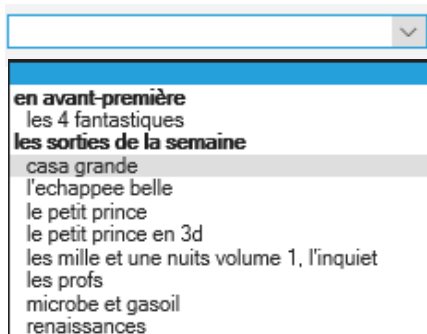 en avant-première
les 4 fantastiques
les sorties de la semaine
casa grande
l'echappee belle
le petit prince
le petit prince en 3d
les mille et une nuits volume 1, l'inquiet
les profs
microbe et gasoil
renaissances